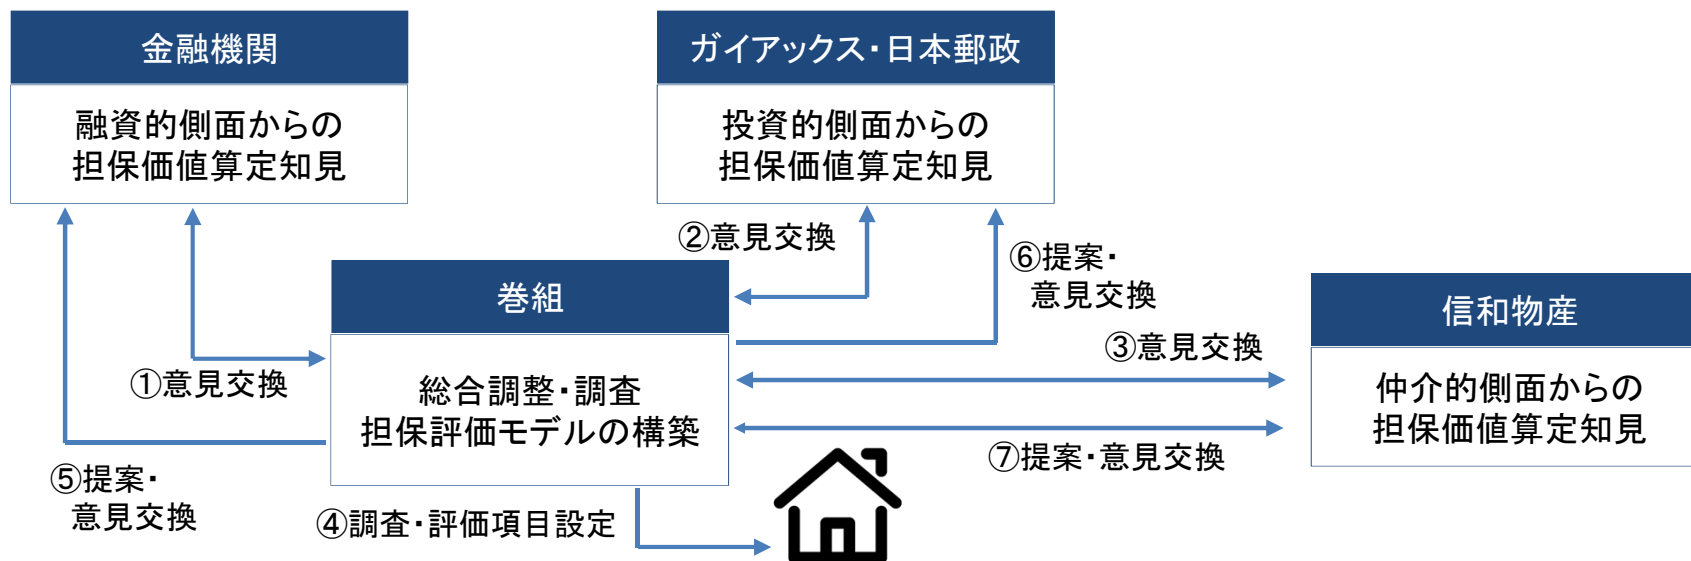 金融機関
融資的側面からの
担保価値算定知見
ガイアックス・日本郵政
投資的側面からの
担保価値算定知見
②意見交換
⑥提案・
意見交換
巻組
総合調整・調査
担保評価モデルの構築
①意見交換
③意見交換
信和物産
仲介的側面からの
担保価値算定知見
⑦提案・意見交換
⑤提案・
意見交換
④調査・評価項目設定